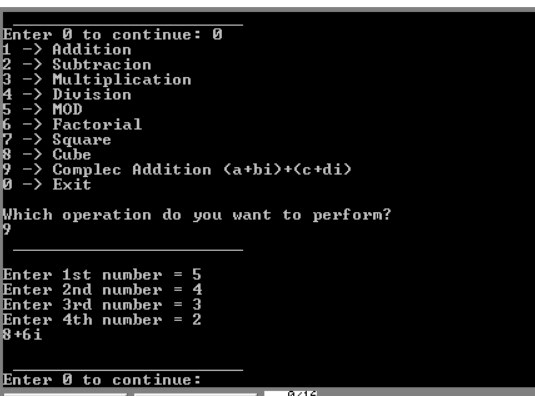 Enter 0 to continue: 0
1 -> Addition
2 -> Subtracion
3 -> Multiplication
4 -> Division
5 -> MOD
6 -> Factorial
7 -> Square
8 -> Cube
9 -> Complec Addition (a+bi)+(c+di)
0 -> Exit
Which operation do you want to perform?
9
Enter 1st number = 5
Enter 2nd number = 4
Enter 3rd number = 3
Enter 4th number = 2
8+6i
Enter 0 to continue: